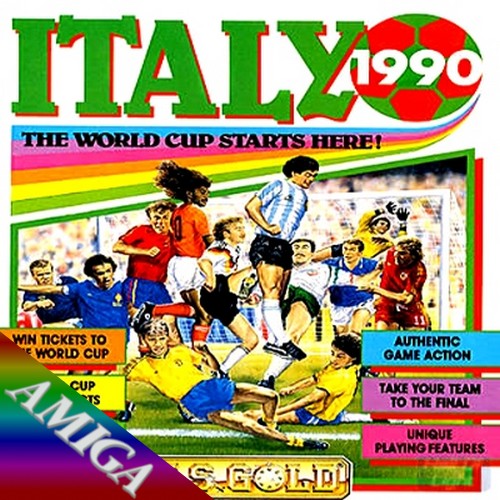 ITALY
1990
THE WORLD CUP STARTS HERE!
WIN TICKETS TO
WORLD CUP
CUP
AUTHENTIC
GAME ACTION
TAKE YOUR TEAM
TO THE FINAL
UNIQUE
PLAYING FEATURES
AMIGA
U.S. GOLD